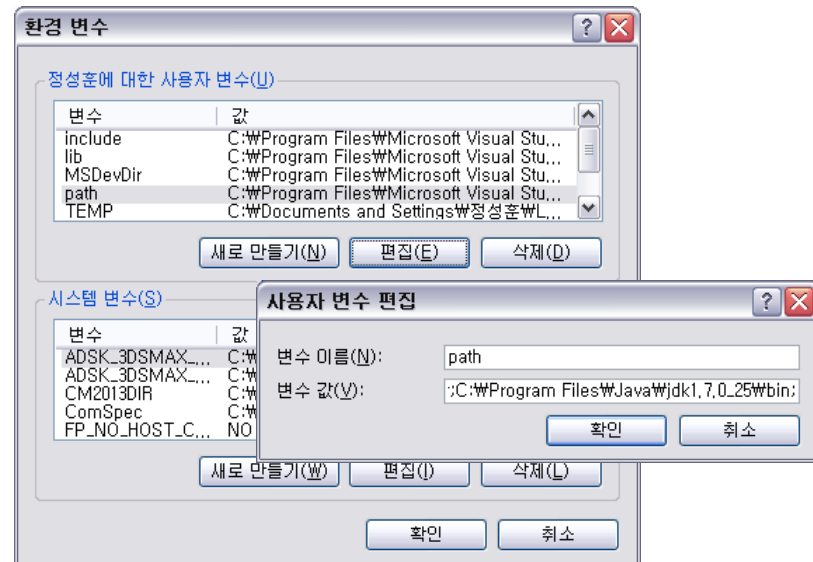 환경 변수
정성훈에 대한 사용자 변수(U)
변수 값
include C:₩Program Files₩Microsoft Visual Stu...
lib C:₩Program Files₩Microsoft Visual Stu...
MSDevDir C:₩Program Files₩Microsoft Visual Stu...
path C:₩Program Files₩Microsoft Visual Stu...
TEMP C:₩Documents and Settings₩정성훈₩L...
새로 만들기(N) 편집(E) 삭제(D)
시스템 변수(S)
변수 값
ADSK_3DSMAX_... C:₩
ADSK_3DSMAX_... C:₩
CM2013DIR C:₩
ComSpec C:₩
FP_NO_HOST_C... NO
새로 만들기(W) 편집(I) 삭제(L)
확인 취소
사용자 변수 편집
변수 이름(N): path
변수 값(V): ;C:₩Program Files₩Java₩jdk1.7.0_25₩bin;
확인 취소